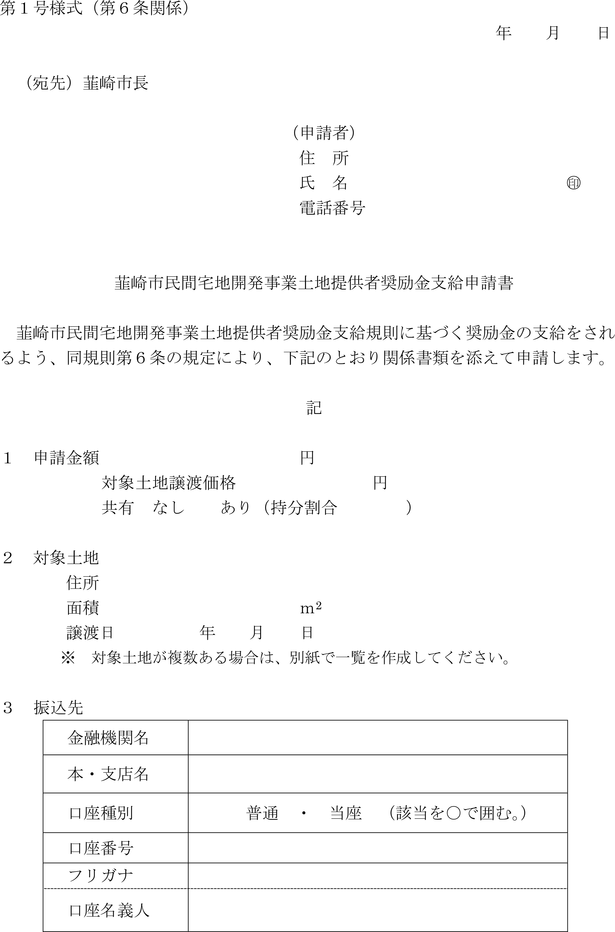 第１号様式（第６条関係）
年　　月　　日
（宛先）韮崎市長
（申請者）
住　所
氏　名　　　　　　　　　　　　　㊞
電話番号
韮崎市民間宅地開発事業土地提供者奨励金支給申請書
韮崎市民間宅地開発事業土地提供者奨励金支給規則に基づく奨励金の支給をされ
るよう、同規則第６条の規定により、下記のとおり関係書類を添えて申請します。
記
１　申請金額　　　　　　　　　　　　円
対象土地譲渡価格　　　　　　　　円
共有　なし　　あり（持分割合　　　　）
２　対象土地
住所
面積　　　　　　　　　　　　ｍ²
譲渡日　　　　　年　　月　　日
※　対象土地が複数ある場合は、別紙で一覧を作成してください。
３　振込先
金融機関名
本・支店名
口座種別　　　　普通　・　当座　（該当を○で囲む。）
口座番号
フリガナ
口座名義人